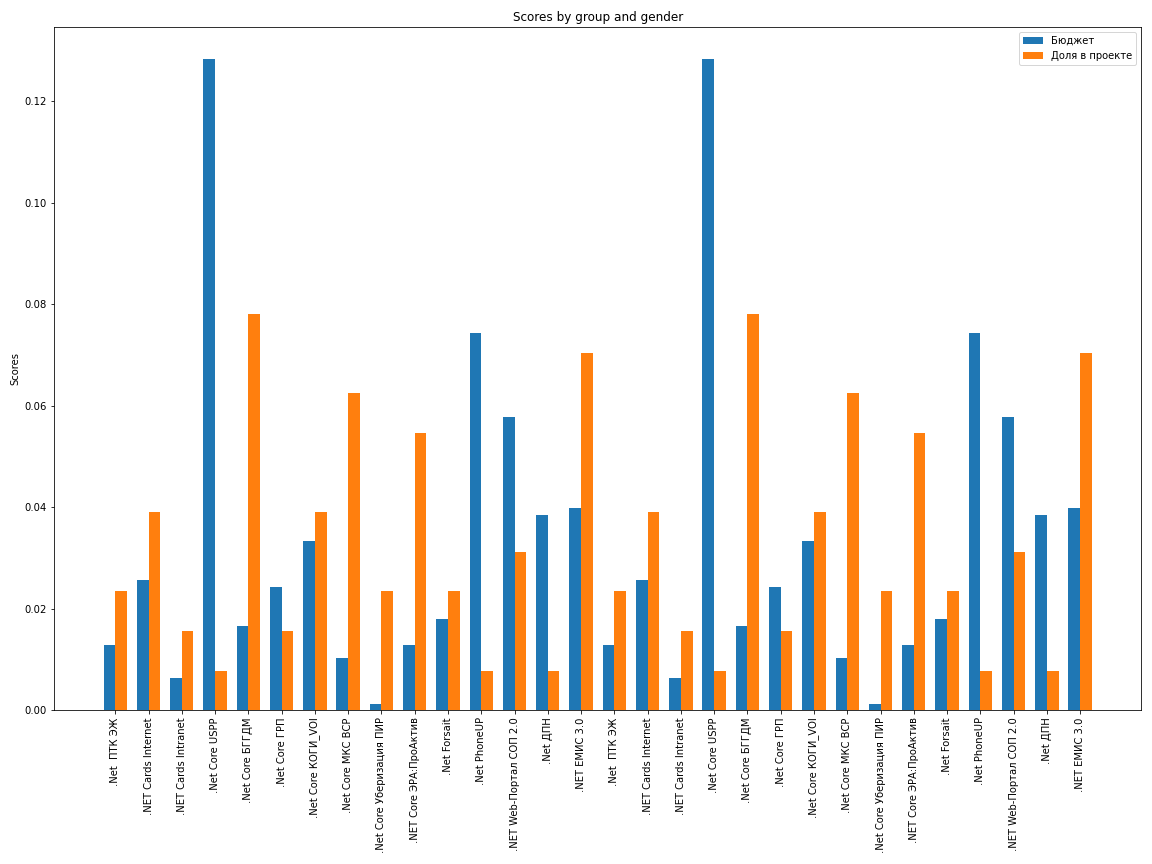 Scores by group and gender
Бюджет
Доля в проекте
Scores
0.12
0.10
0.08
0.06
0.04
0.02
0.00
.Net  ПТК ЭЖ
.NET Cards Internet
.NET Cards Intranet
.Net Core USPP
.Net Core БГГДМ
.Net Core ГРП
.Net Core КОГИ_VOI
.Net Core МКС ВСР
.Net Core Уберизация ПИР
.NET Core ЭРА:ПроАктив
.Net Forsait
.Net PhoneUP
.NET Web-Портал СОП 2.0
.Net ДПН
.NET ЕМИС 3.0
.Net  ПТК ЭЖ
.NET Cards Internet
.NET Cards Intranet
.Net Core USPP
.Net Core БГГДМ
.Net Core ГРП
.Net Core КОГИ_VOI
.Net Core МКС ВСР
.Net Core Уберизация ПИР
.NET Core ЭРА:ПроАктив
.Net Forsait
.Net PhoneUP
.NET Web-Портал СОП 2.0
.Net ДПН
.NET ЕМИС 3.0